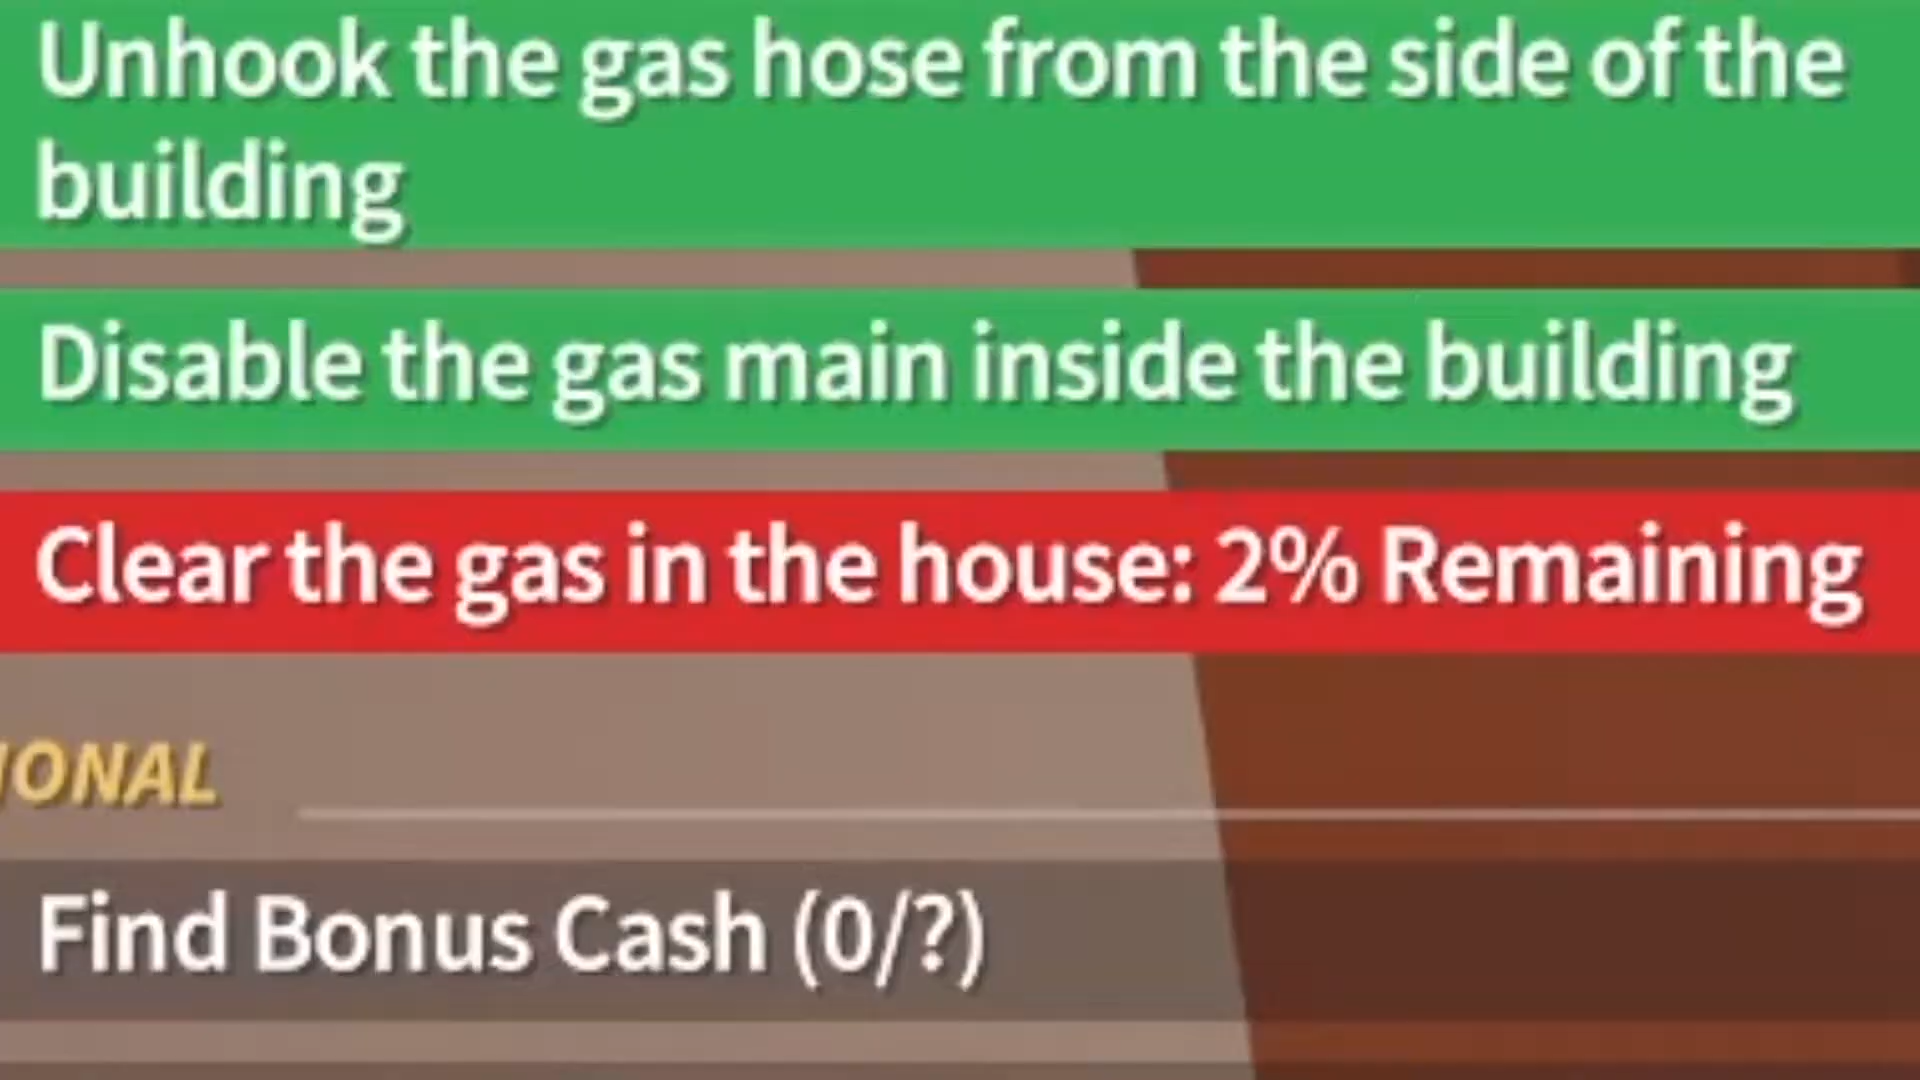 Unhook the gas hose from the side of the
building
Disable the gas main inside the building
Clear the gas in the house: 2% Remaining
IONAL
Find Bonus Cash (0/?)